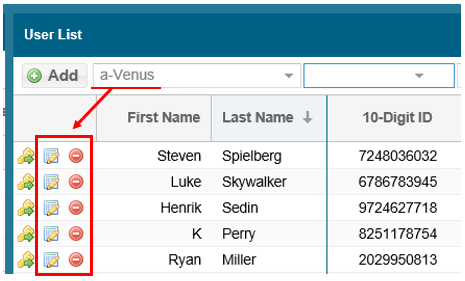 User List
Add a-Venus
First Name Last Name 10-Digit ID
Steven Spielberg 7248036032
Luke Skywalker 6786783945
Henrik Sedin 9724627718
K Perry 8251178754
Ryan Miller 2029950813